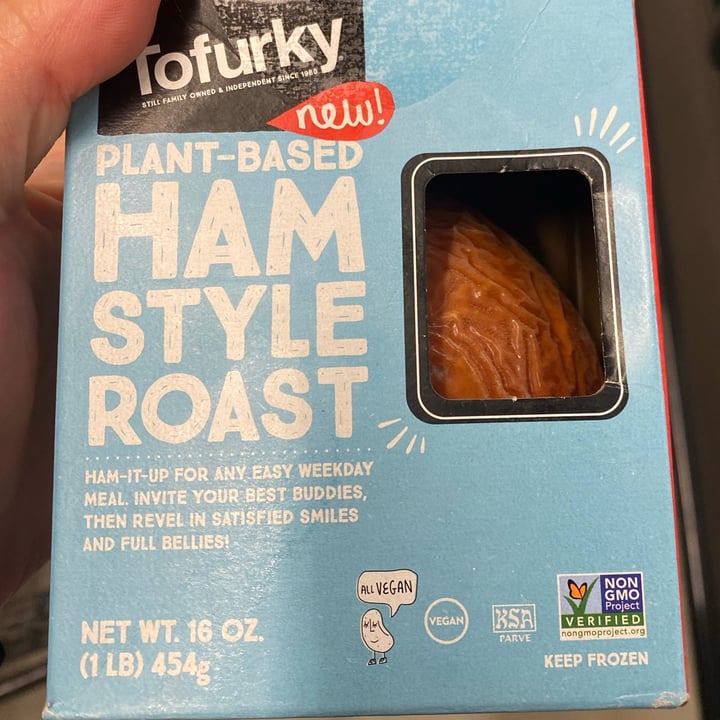 Tofurky
STILL FAMILY OWNED & INDEPENDENT SINCE 1980
new!
PLANT-BASED
HAM
STYLE
ROAST
HAM-IT-UP FOR ANY EASY WEEKDAY
MEAL. INVITE YOUR BEST BUDDIES,
THEN REVEL IN SATISFIED SMILES
AND FULL BELLIES!
NET WT. 16 OZ.
(1 LB) 454g
ALL VEGAN
VEGAN
KSA
PARVE
NON
GMO
Project
VERIFIED
nongmoproject.org
KEEP FROZEN